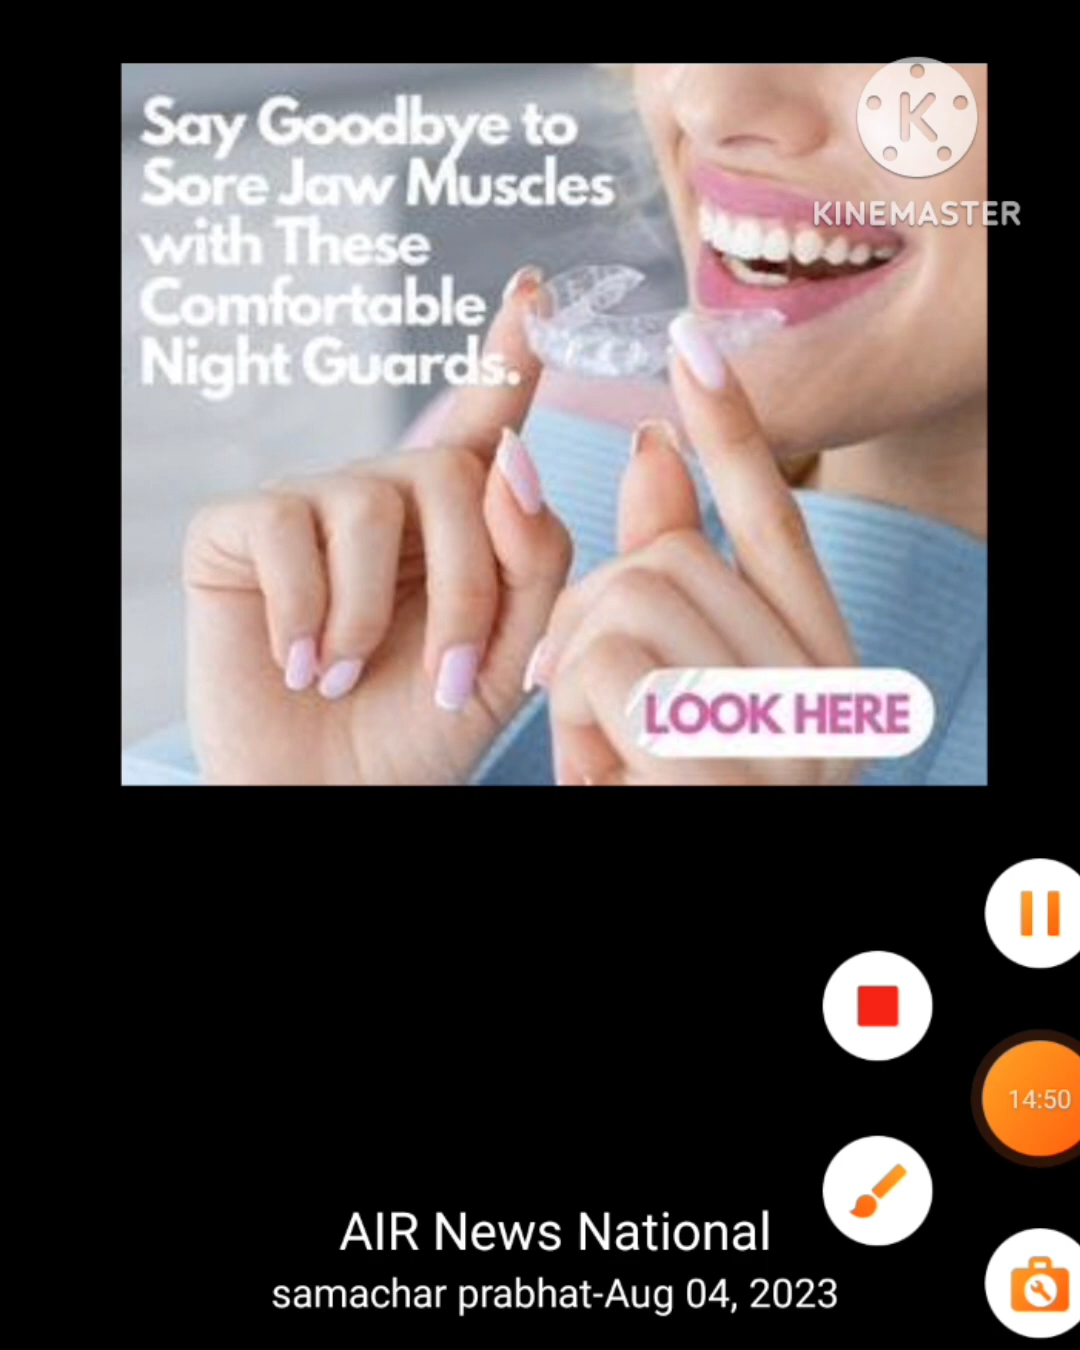 Say Goodbye to
Sore Jaw Muscles
with These
Comfortable
Night Guards.
K
KINEMASTER
LOOK HERE
14:50
AIR News National
samachar prabhat-Aug 04, 2023